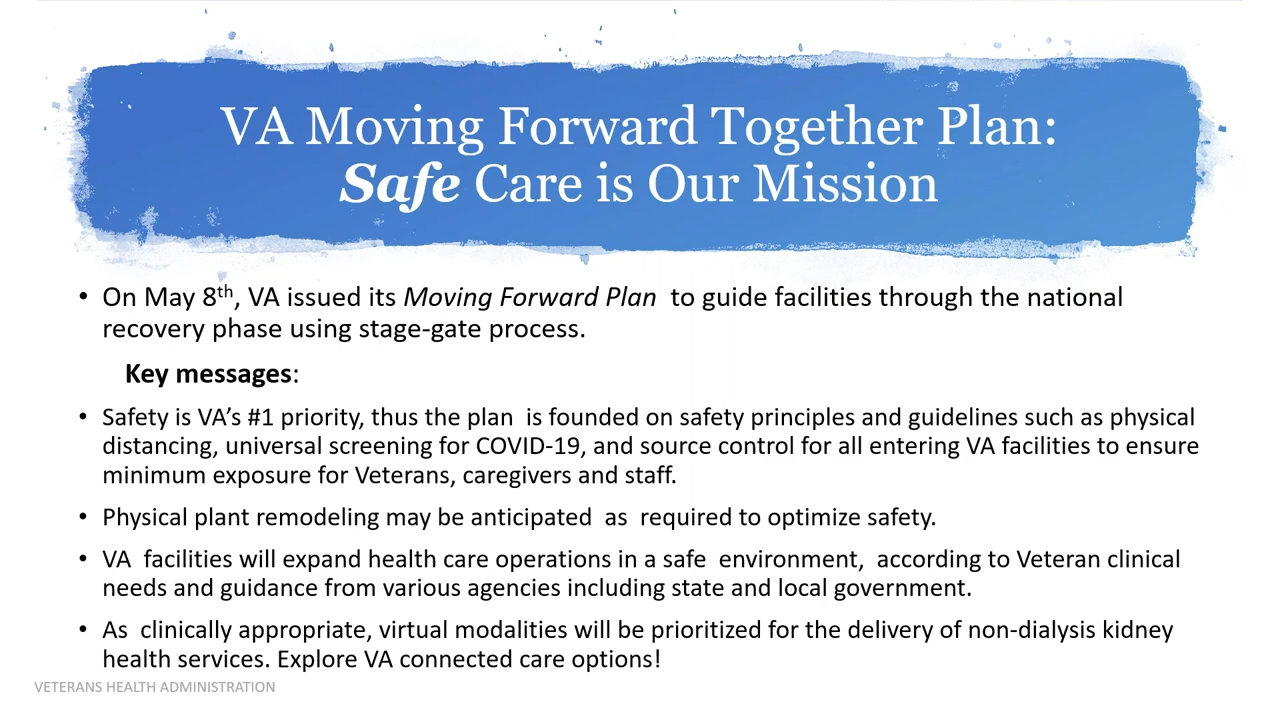 VA Moving Forward Together Plan:
Safe Care is Our Mission
• On May 8th, VA issued its Moving Forward Plan to guide facilities through the national
recovery phase using stage-gate process.
Key messages:
• Safety is VA’s #1 priority, thus the plan is founded on safety principles and guidelines such as physical
distancing, universal screening for COVID-19, and source control for all entering VA facilities to ensure
minimum exposure for Veterans, caregivers and staff.
• Physical plant remodeling may be anticipated as required to optimize safety.
• VA facilities will expand health care operations in a safe environment, according to Veteran clinical
needs and guidance from various agencies including state and local government.
• As clinically appropriate, virtual modalities will be prioritized for the delivery of non-dialysis kidney
health services. Explore VA connected care options!
VETERANS HEALTH ADMINISTRATION